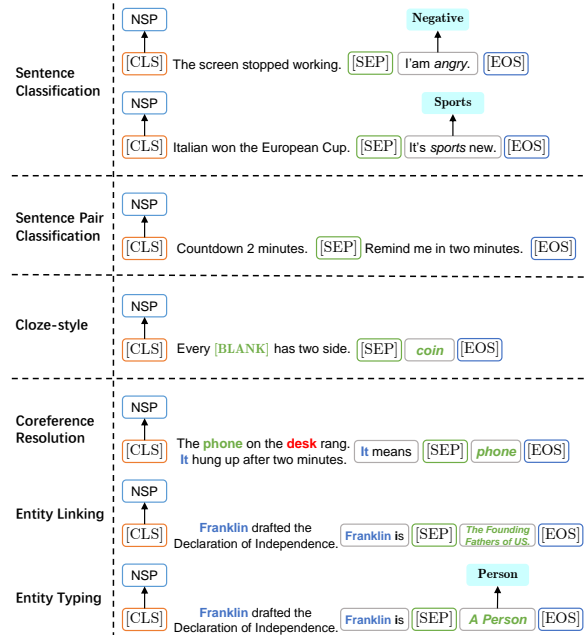 NSP
Negative
Sentence Classification
[CLS] The screen stopped working. [SEP] I'am angry. [EOS]
NSP
Sports
[CLS] Italian won the European Cup. [SEP] It's sports new. [EOS]
NSP
Sentence Pair Classification
[CLS] Countdown 2 minutes. [SEP] Remind me in two minutes. [EOS]
NSP
Cloze-style
[CLS] Every [BLANK] has two side. [SEP] coin [EOS]
NSP
Coreference Resolution
[CLS] The phone on the desk rang.
It hung up after two minutes. It means [SEP] phone [EOS]
NSP
Entity Linking
[CLS] Franklin drafted the
Declaration of Independence. Franklin is [SEP] The Founding
Fathers of US. [EOS]
NSP
Person
Entity Typing
[CLS] Franklin drafted the
Declaration of Independence. Franklin is [SEP] A Person [EOS]